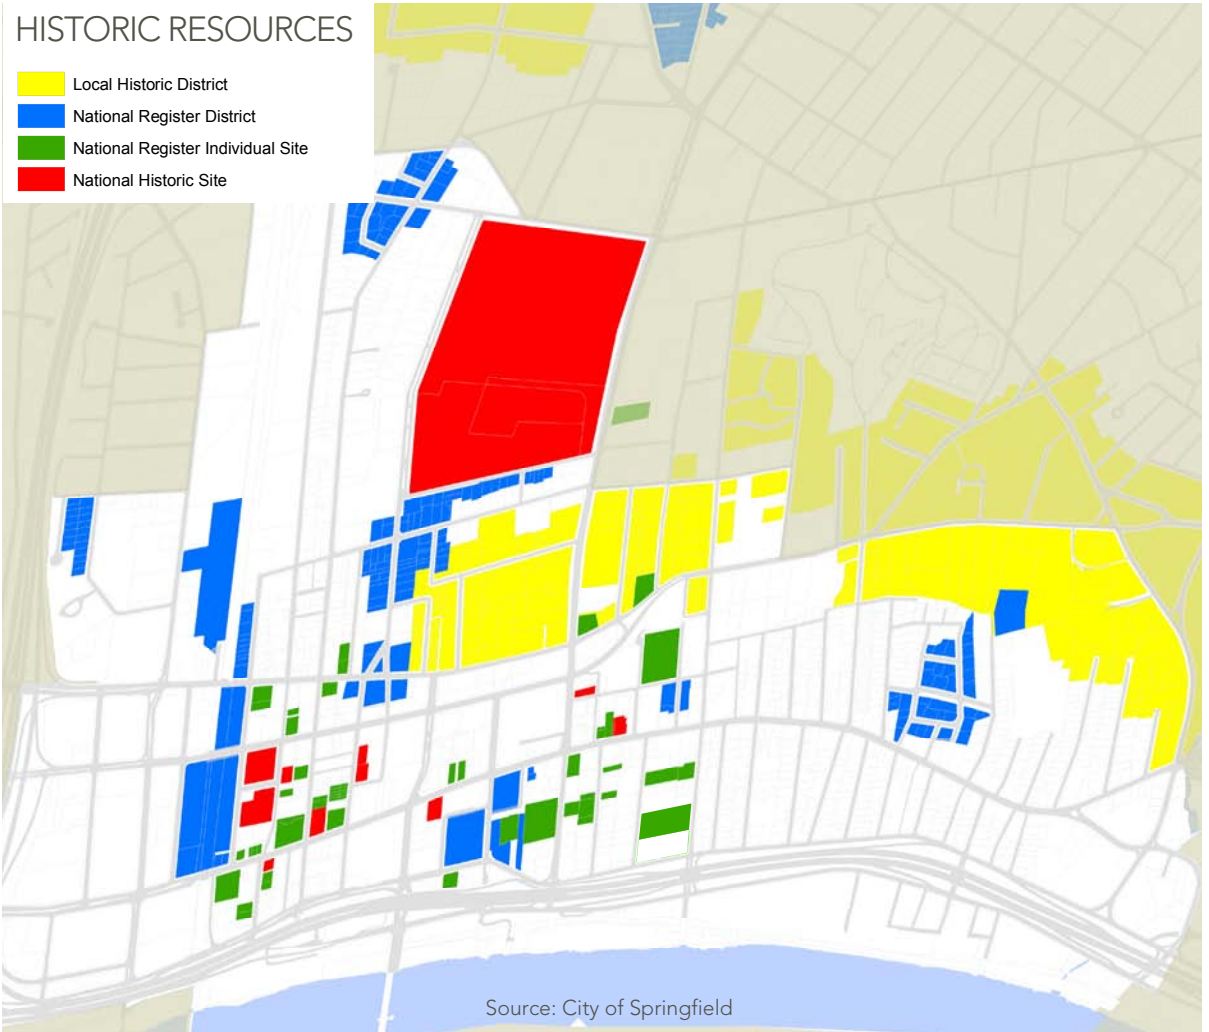 HISTORIC RESOURCES
Local Historic District
National Register District
National Register Individual Site
National Historic Site
Source: City of Springfield